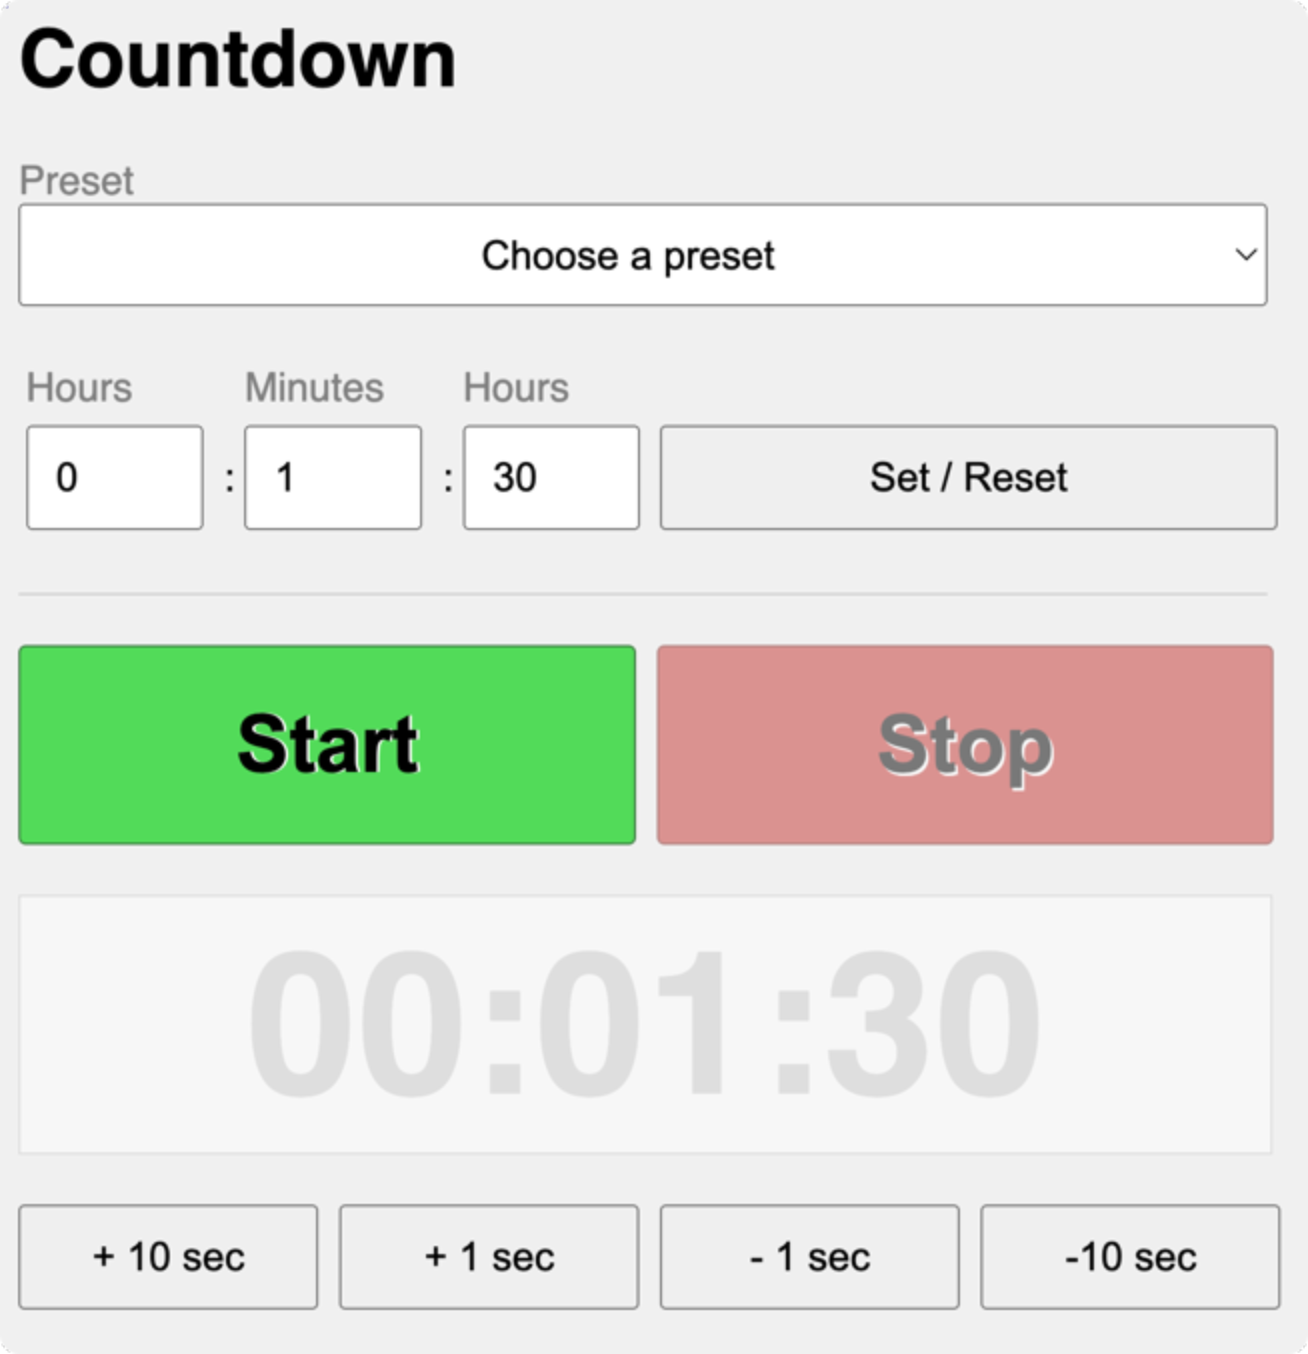 Countdown
Preset
Choose a preset
Hours Minutes Hours
0 : 1 : 30 Set / Reset
Start Stop
00:01:30
+ 10 sec + 1 sec - 1 sec -10 sec